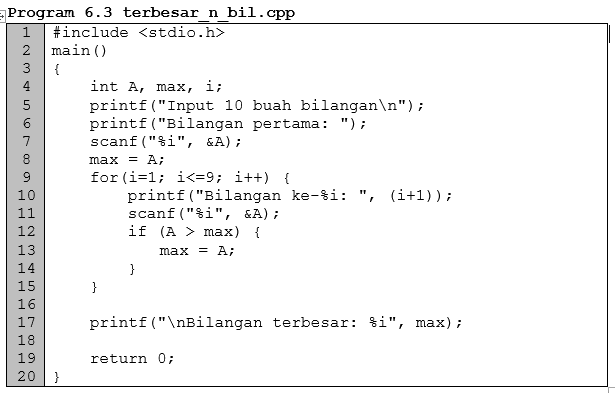 Program 6.3 terbesar_n_bil.cpp
1 #include <stdio.h>
2 main()
3 {
4 int A, max, i;
5 printf("Input 10 buah bilangan\n");
6 printf("Bilangan pertama: ");
7 scanf("%i", &A);
8 max = A;
9 for(i=1; i<=9; i++) {
10 printf("Bilangan ke-%i: ", (i+1));
11 scanf("%i", &A);
12 if (A > max) {
13 max = A;
14 }
15 }
16
17 printf("\nBilangan terbesar: %i", max);
18
19 return 0;
20 }